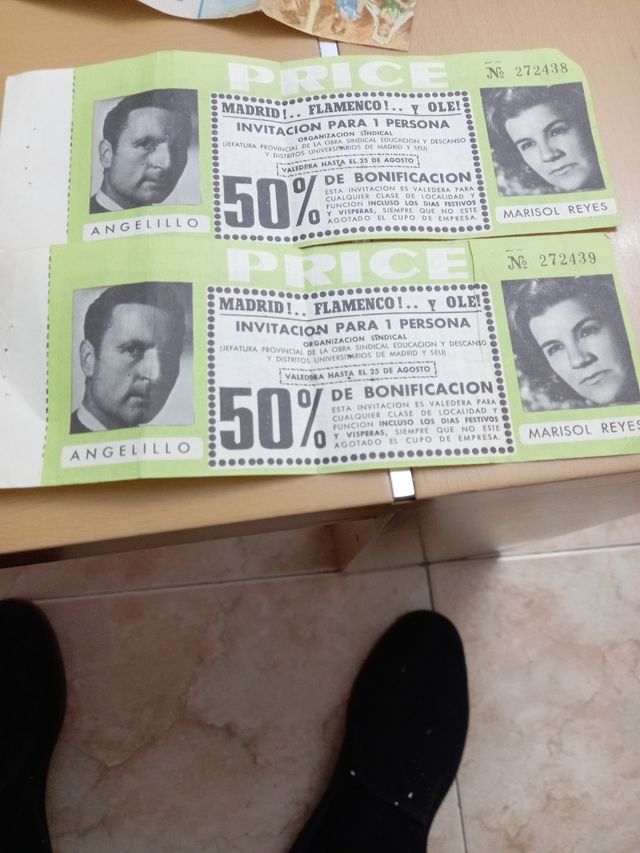 PRICE
Nº 272438
MADRID!.. FLAMENCO!.. y OLE!
INVITACION PARA 1 PERSONA
ORGANIZACION SINDICAL
(JEFATURA PROVINCIAL DE LA OBRA SINDICAL EDUCACION Y DESCANSO
Y DISTRITOS UNIVERSITARIOS DE MADRID Y SEU)
VALEDERA HASTA EL 25 DE AGOSTO
50% DE BONIFICACION
ESTA INVITACION ES VALEDERA PARA
CUALQUIER CLASE DE LOCALIDAD Y
FUNCION INCLUSO LOS DIAS FESTIVOS
Y VISPERAS, SIEMPRE QUE NO ESTE
AGOTADO EL CUPO DE EMPRESA.
ANGELILLO
MARISOL REYES
PRICE
Nº 272439
MADRID!.. FLAMENCO!.. y OLE!
INVITACION PARA 1 PERSONA
ORGANIZACION SINDICAL
(JEFATURA PROVINCIAL DE LA OBRA SINDICAL EDUCACION Y DESCANSO
Y DISTRITOS UNIVERSITARIOS DE MADRID Y SEU)
VALEDERA HASTA EL 25 DE AGOSTO
50% DE BONIFICACION
ESTA INVITACION ES VALEDERA PARA
CUALQUIER CLASE DE LOCALIDAD Y
FUNCION INCLUSO LOS DIAS FESTIVOS
Y VISPERAS, SIEMPRE QUE NO ESTE
AGOTADO EL CUPO DE EMPRESA.
ANGELILLO
MARISOL REYES